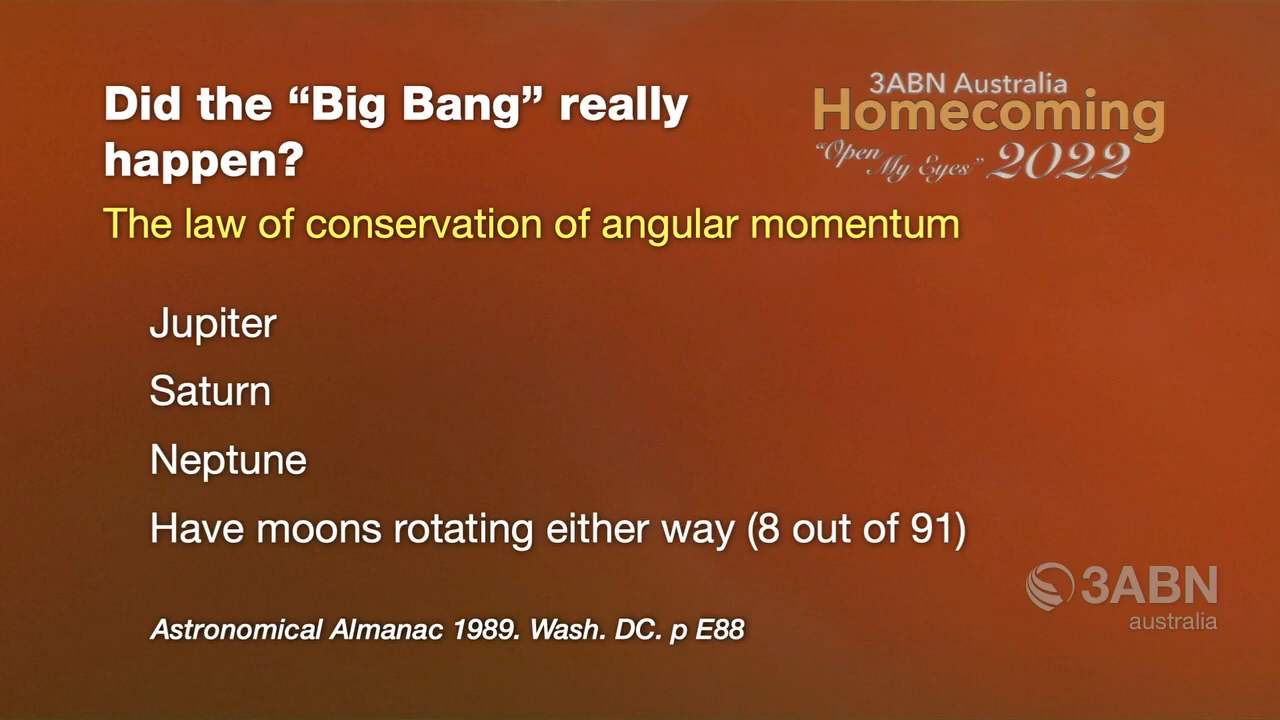 Did the “Big Bang” really
happen?
3ABN Australia
Homecoming
“Open My Eyes” 2022
The law of conservation of angular momentum
Jupiter
Saturn
Neptune
Have moons rotating either way (8 out of 91)
Astronomical Almanac 1989. Wash. DC. p E88
3ABN
australia